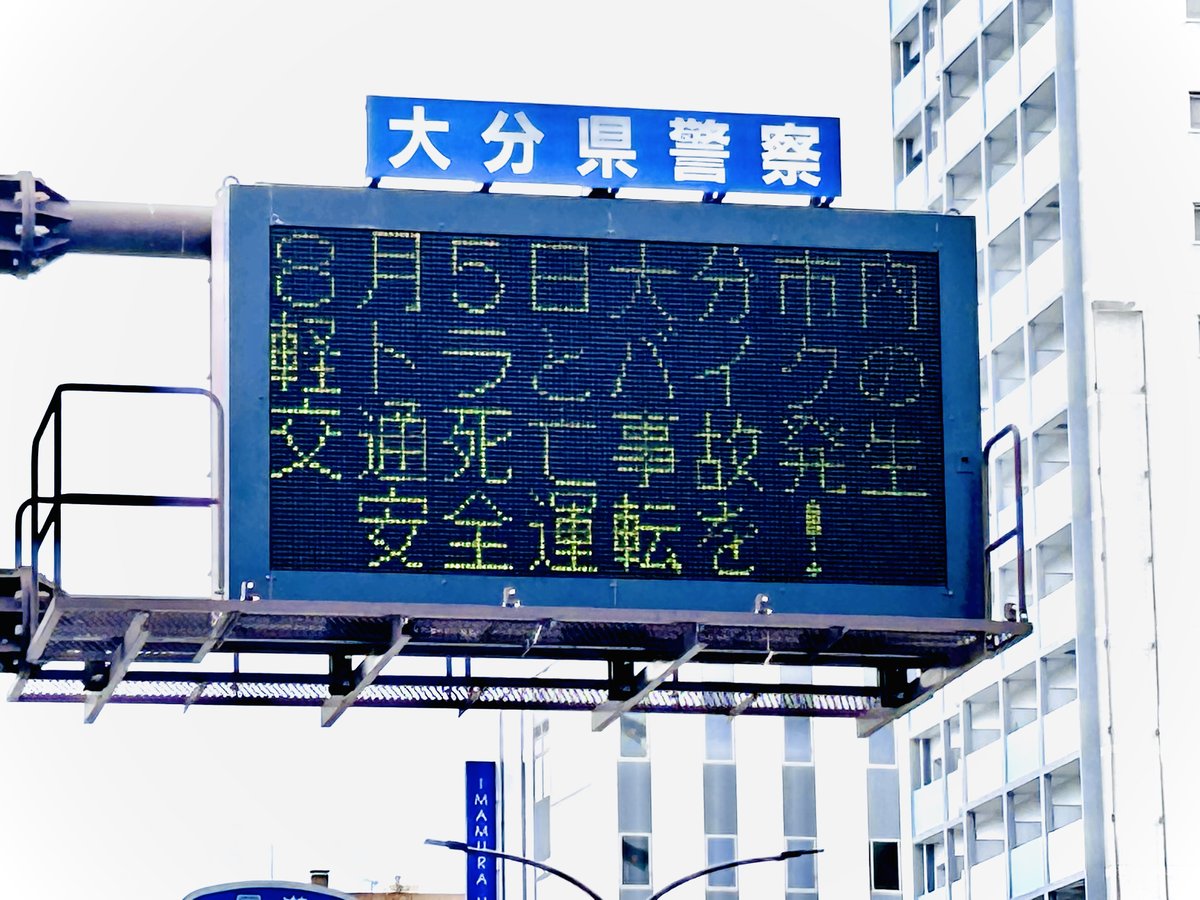 大分県警察
8月5日大分市内
軽トラとバイクの
交通死亡事故発生
安全運転を!
IMAMURA